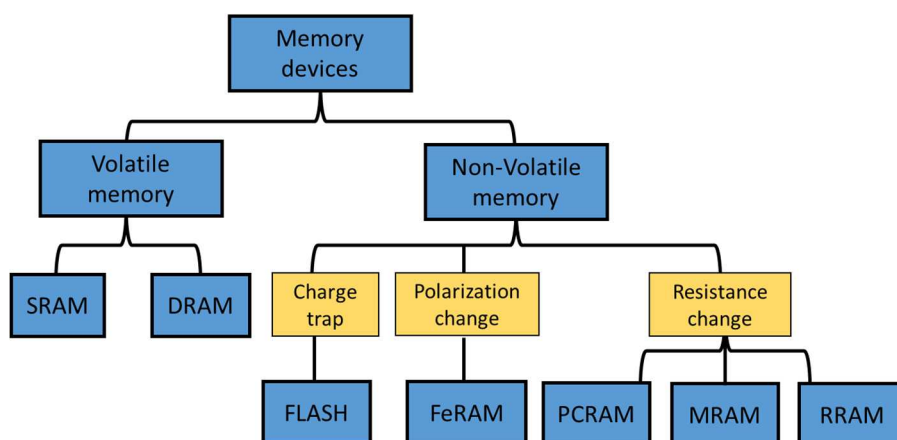 Memory
devices
Volatile
memory
Non-Volatile
memory
SRAM
DRAM
Charge
trap
Polarization
change
Resistance
change
FLASH
FeRAM
PCRAM
MRAM
RRAM